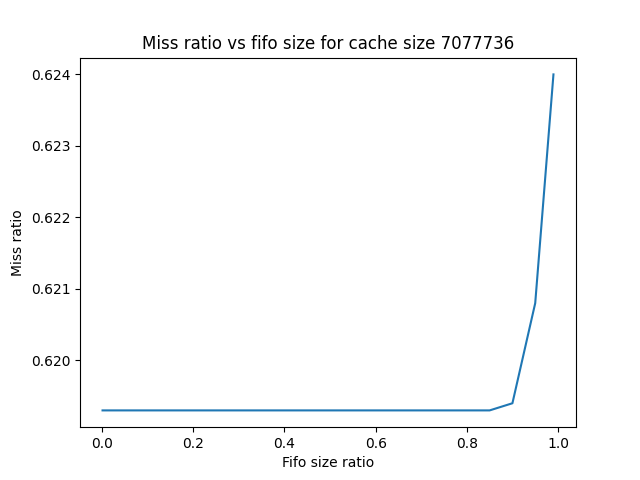 Miss ratio vs fifo size for cache size 7077736
0.624
0.623
0.622
0.621
0.620
Miss ratio
0.0 0.2 0.4 0.6 0.8 1.0
Fifo size ratio